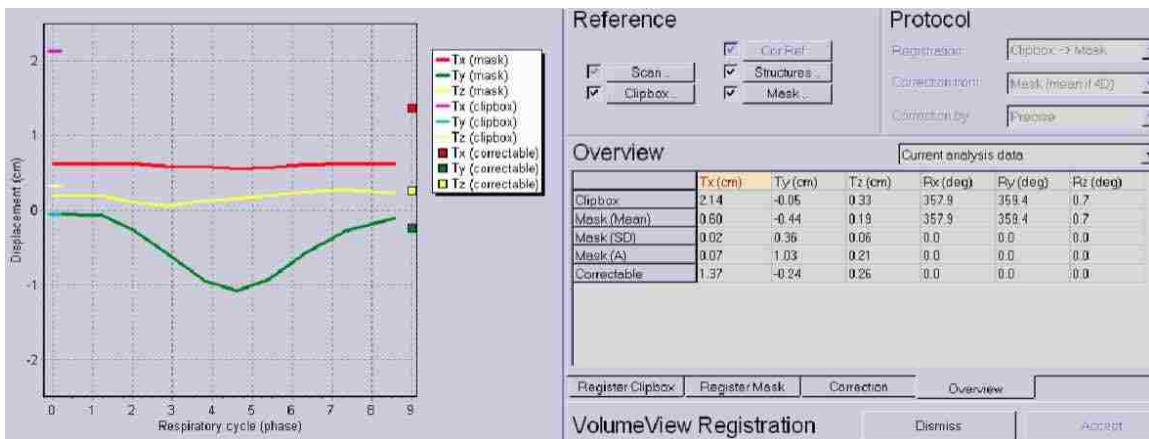 Displacement (cm)
2
1
0
-1
-2
0 1 2 3 4 5 6 7 8 9
Respiratory cycle (phase)
Tx (mask)
Ty (mask)
Tz (mask)
Tx (clipbox)
Ty (clipbox)
Tz (clipbox)
Tx (correctable)
Ty (correctable)
Tz (correctable)
Reference
Cor Ref
Scan ..
Structures ..
Clipbox ..
Mask ..
Protocol
Registration: Clipbox -> Mask
Correction from: Mask (mean if 4D)
Correction by: Precise
Overview
Current analysis data
Tx (cm) Ty (cm) Tz (cm) Rx (deg) Ry (deg) Rz (deg)
Clipbox 2.14 -0.05 0.33 357.9 359.4 0.7
Mask (Mean) 0.60 -0.44 0.19 357.9 359.4 0.7
Mask (SD) 0.02 0.36 0.06 0.0 0.0 0.0
Mask (A) 0.07 1.03 0.21 0.0 0.0 0.0
Correctable 1.37 -0.24 0.26 0.0 0.0 0.0
Register Clipbox Register Mask Correction Overview
VolumeView Registration Dismiss Accept